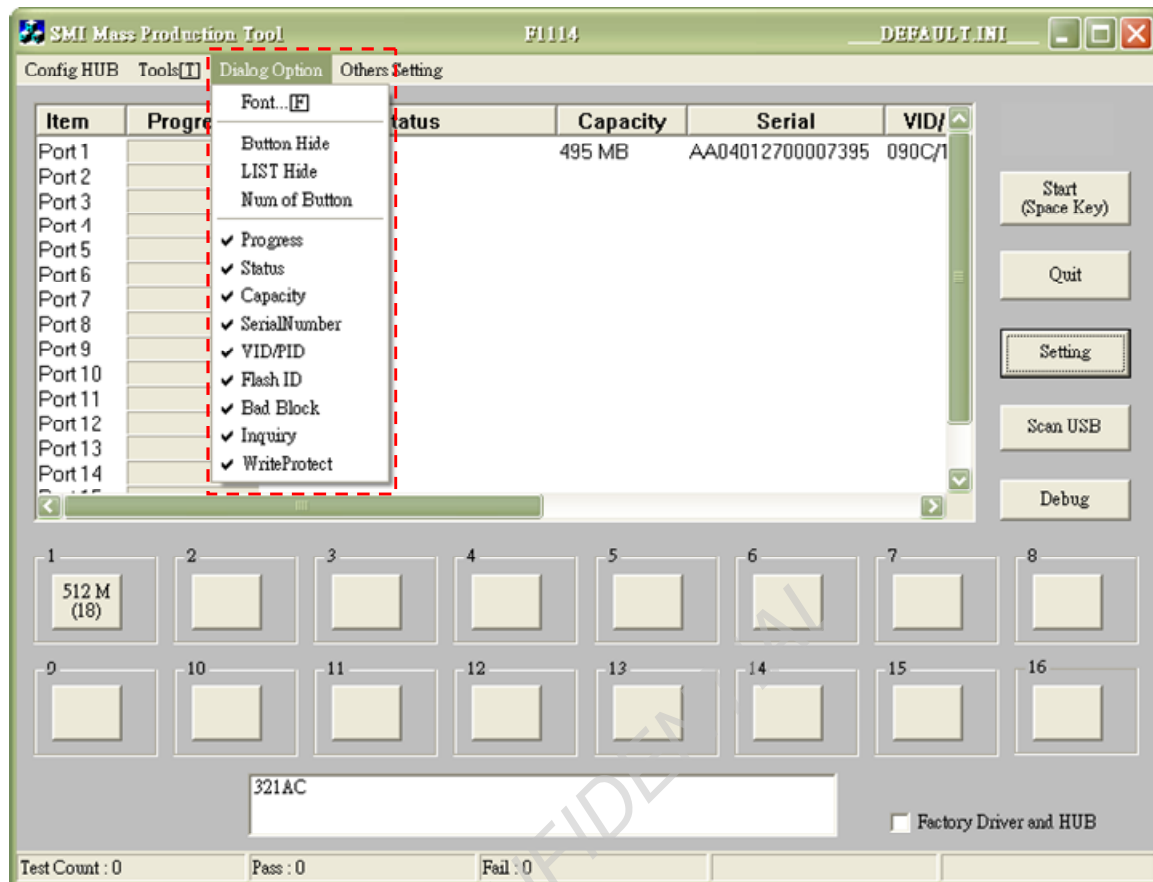 SMI Mass Production Tool F1114 DEFAULT.INI
Config HUB Tools[T] Dialog Option Others Setting
Font...[F]
Button Hide
LIST Hide
Num of Button
Progress
Status
Capacity
SerialNumber
VID/PID
Flash ID
Bad Block
Inquiry
WriteProtect
Item Progre tatus Capacity Serial VID/
Port 1 495 MB AA04012700007395 090C/1
Port 2
Port 3
Port 4
Port 5
Port 6
Port 7
Port 8
Port 9
Port 10
Port 11
Port 12
Port 13
Port 14
Start
(Space Key)
Quit
Setting
Scan USB
Debug
1 2 3 4 5 6 7 8
512 M
(18)
9 10 11 12 13 14 15 16
321AC
Factory Driver and HUB
Test Count : 0 Pass : 0 Fail : 0